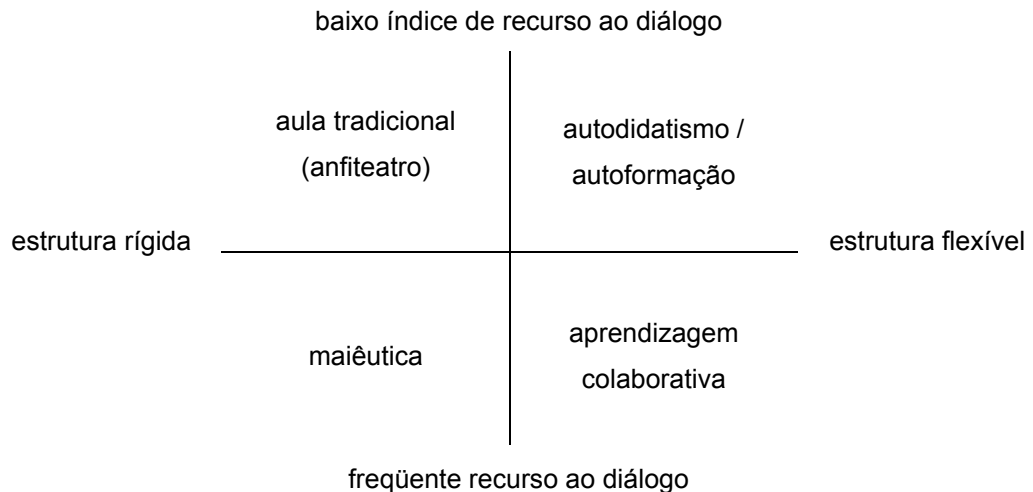 baixo índice de recurso ao diálogo
aula tradicional
(anfiteatro)
autodidatismo /
autoformação
estrutura rígida
estrutura flexível
maiêutica
aprendizagem
colaborativa
freqüente recurso ao diálogo